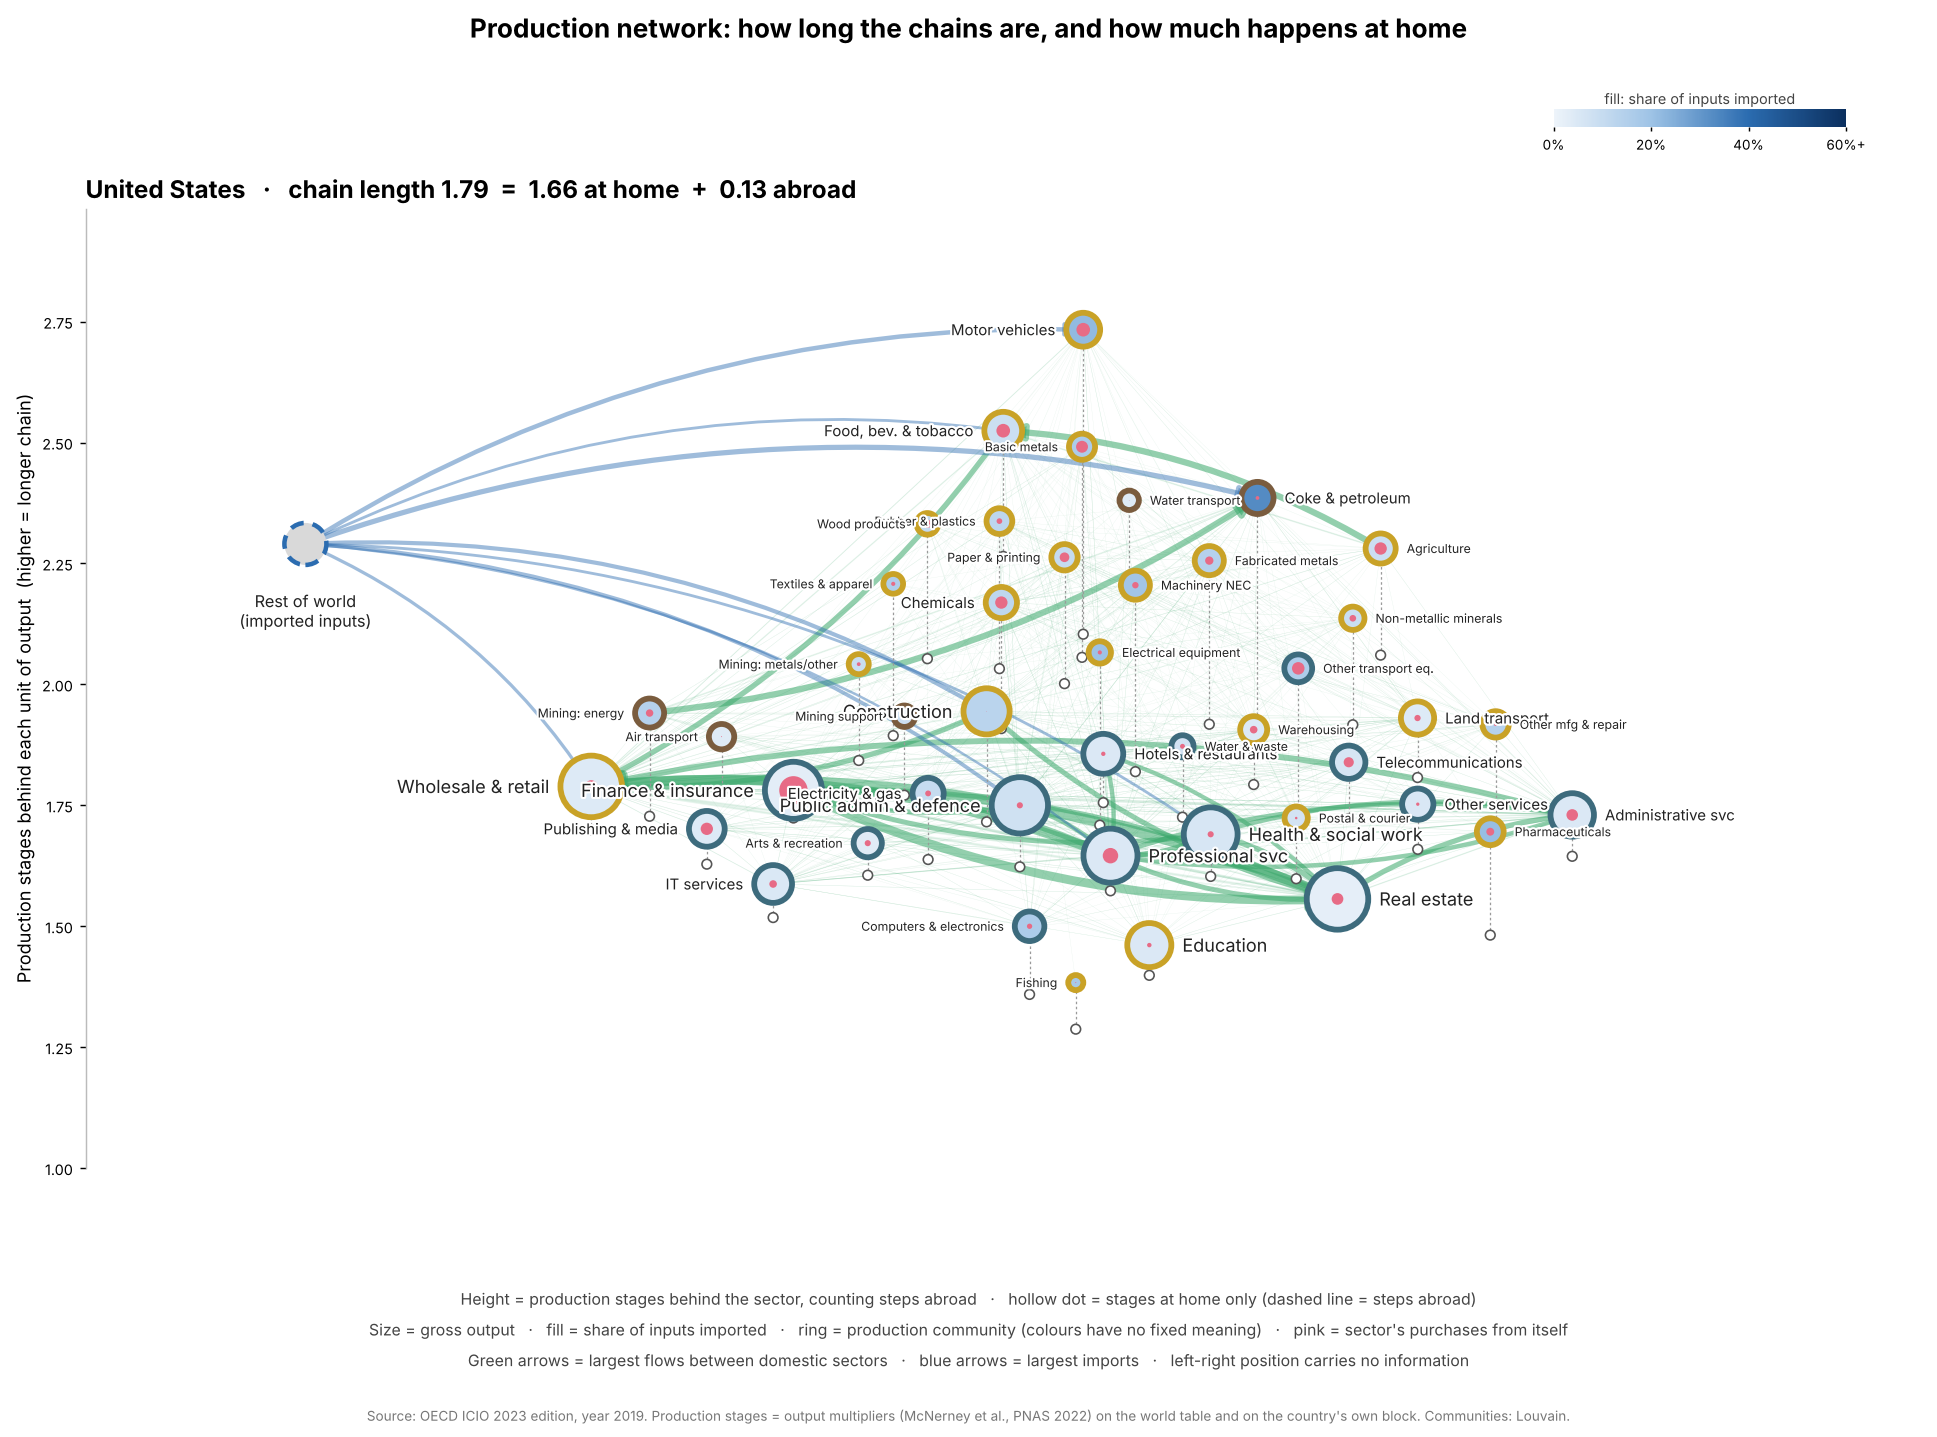 Production network: how long the chains are, and how much happens at home
fill: share of inputs imported
0% 20% 40% 60%+
United States · chain length 1.79 = 1.66 at home + 0.13 abroad
Production stages behind each unit of output (higher = longer chain)
2.75
2.50
2.25
2.00
1.75
1.50
1.25
1.00
Rest of world
(imported inputs)
Motor vehicles
Food, bev. & tobacco
Basic metals
Water transport
Coke & petroleum
Wood products
& plastics
Paper & printing
Fabricated metals
Agriculture
Textiles & apparel
Machinery NEC
Chemicals
Non-metallic minerals
Electrical equipment
Mining: metals/other
Other transport eq.
Mining: energy
Mining support
Construction
Land transport
Other mfg & repair
Air transport
Warehousing
Water & waste
Hotels & restaurants
Telecommunications
Wholesale & retail
Finance & insurance
Electricity & gas
Public admin & defence
Other services
Administrative svc
Postal & courier
Publishing & media
Health & social work
Pharmaceuticals
Arts & recreation
Professional svc
IT services
Real estate
Computers & electronics
Education
Fishing
Height = production stages behind the sector, counting steps abroad · hollow dot = stages at home only (dashed line = steps abroad)
Size = gross output · fill = share of inputs imported · ring = production community (colours have no fixed meaning) · pink = sector's purchases from itself
Green arrows = largest flows between domestic sectors · blue arrows = largest imports · left-right position carries no information
Source: OECD ICIO 2023 edition, year 2019. Production stages = output multipliers (McNerney et al., PNAS 2022) on the world table and on the country's own block. Communities: Louvain.